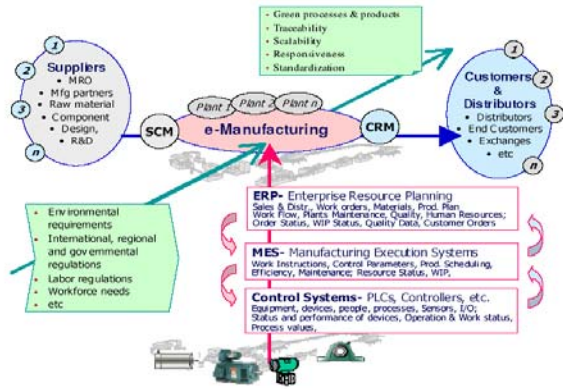 - Green processes & products
- Traceability
- Scalability
- Responsiveness
- Standardization
1
2
3
n
Suppliers
• MRO
• Mfg partners
• Raw material
• Component
• Design,
• R&D
Plant 1
Plant 2
Plant n
SCM
e-Manufacturing
CRM
1
2
3
n
Customers
& Distributors
• Distributors
• End Customers
• Exchanges
• etc
• Environmental
requirements
• International, regional
and governmental
regulations
• Labor regulations
• Workforce needs
• etc
ERP- Enterprise Resource Planning
Sales & Distr., Work orders, Materials, Prod. Plan
Work Flow, Plants Maintenance, Quality, Human Resources;
Order Status, WIP Status, Quality Data, Customer Orders
MES- Manufacturing Execution Systems
Work Instructions, Control Parameters, Prod. Scheduling,
Efficiency, Maintenance; Resource Status, WIP,
Control Systems- PLCs, Controllers, etc.
Equipment, devices, people, processes, Sensors, I/O;
Status and performance of devices, Operation & Work status,
Process values,